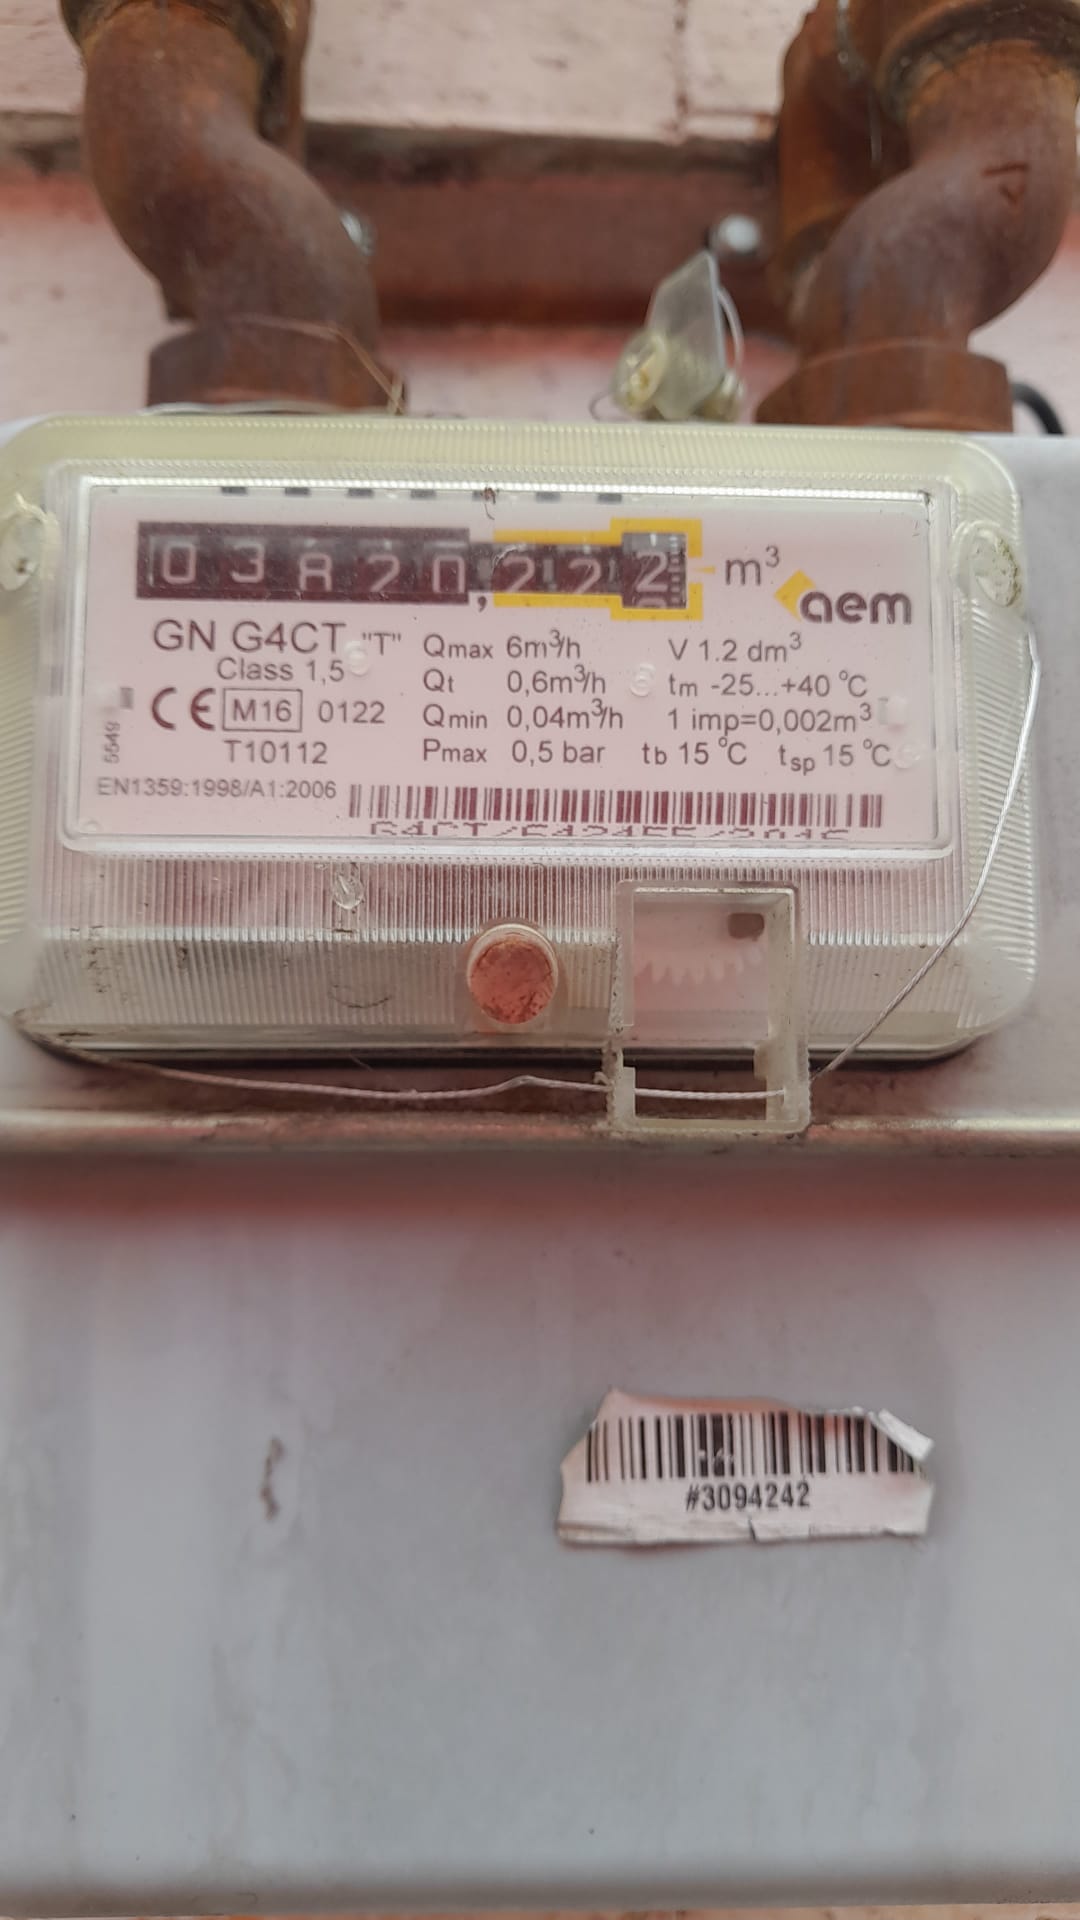 03820,222 m³
aem
GN G4CT "T"
Class 1,5
CE M16 0122
T10112
EN1359:1998/A1:2006
5549
Qmax 6m³/h
Qt 0,6m³/h
Qmin 0,04m³/h
Pmax 0,5 bar
V 1.2 dm³
tm -25...+40 °C
1 imp=0,002m³
tb 15 °C tsp 15 °C
#3094242